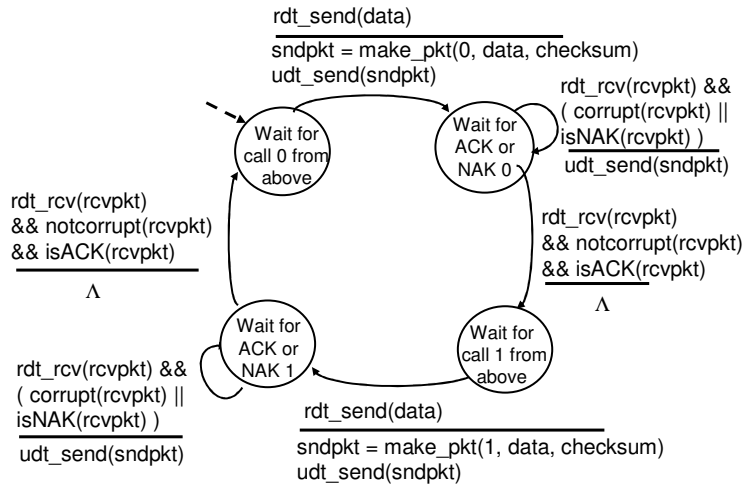 rdt_send(data)
sndpkt = make_pkt(0, data, checksum)
udt_send(sndpkt)
Wait for
call 0 from
above
Wait for
ACK or
NAK 0
rdt_rcv(rcvpkt) &&
( corrupt(rcvpkt) ||
isNAK(rcvpkt) )
udt_send(sndpkt)
rdt_rcv(rcvpkt)
&& notcorrupt(rcvpkt)
&& isACK(rcvpkt)
Λ
rdt_rcv(rcvpkt)
&& notcorrupt(rcvpkt)
&& isACK(rcvpkt)
Λ
Wait for
ACK or
NAK 1
Wait for
call 1 from
above
rdt_rcv(rcvpkt) &&
( corrupt(rcvpkt) ||
isNAK(rcvpkt) )
udt_send(sndpkt)
rdt_send(data)
sndpkt = make_pkt(1, data, checksum)
udt_send(sndpkt)